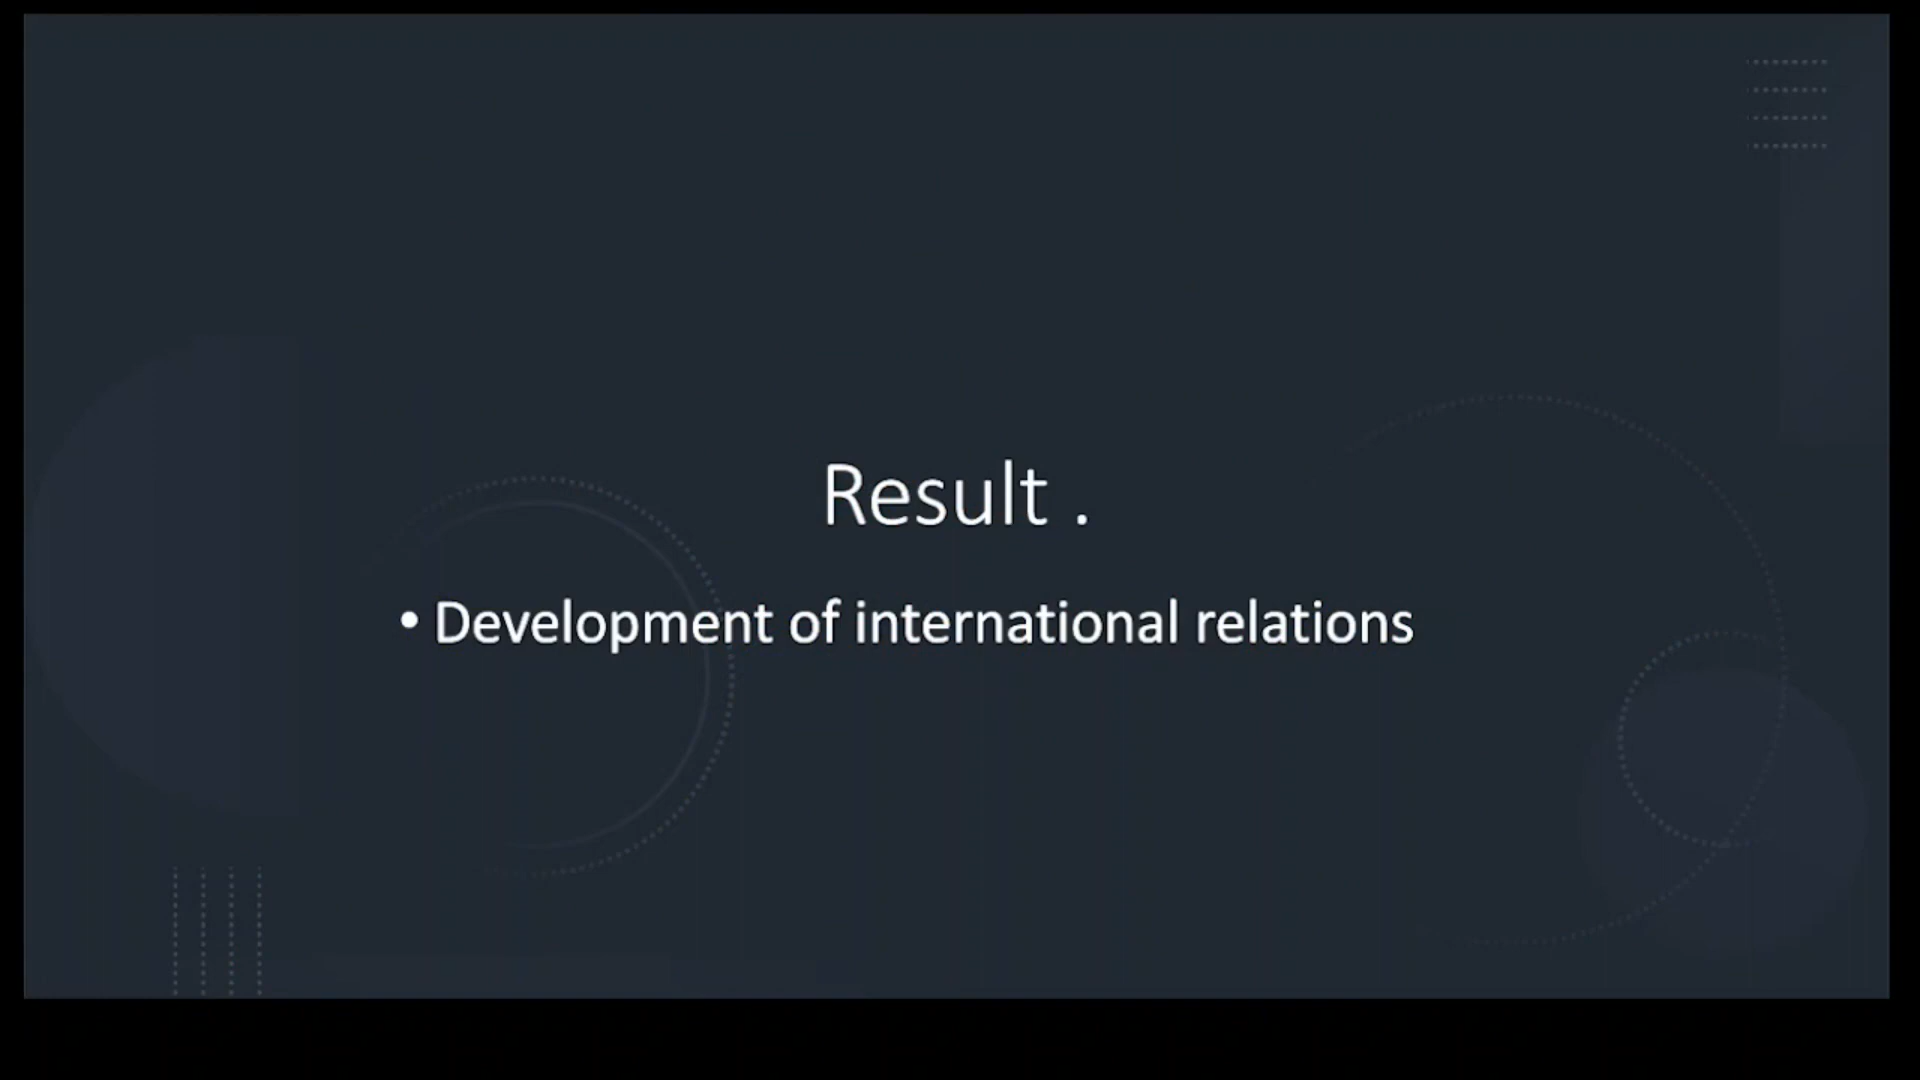 Result .
• Development of international relations